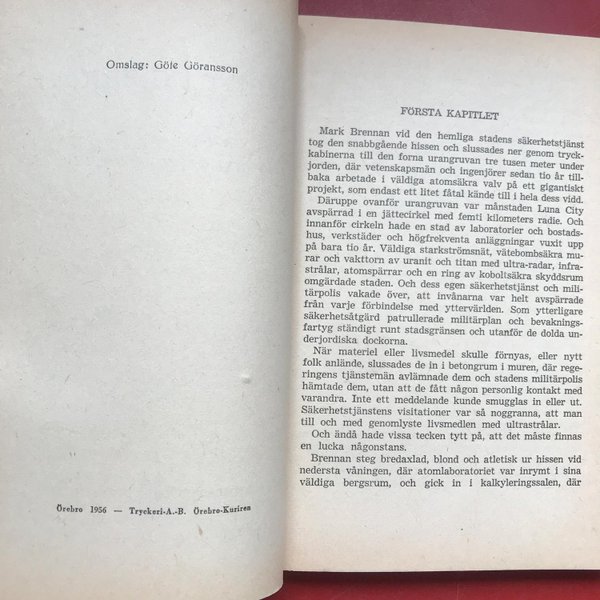 Omslag: Göte Göransson
Örebro 1956 — Tryckeri-A.-B. Örebro-Kuriren
FÖRSTA KAPITLET
Mark Brennan vid den hemliga stadens säkerhetstjänst
tog den snabbgående hissen och slussades ner genom tryck-
kabinerna till den forna urangruvan tre tusen meter under
jorden, där vetenskapsmän och ingenjörer sedan tio år till-
baka arbetade i väldiga atomsäkra valv på ett gigantiskt
projekt, som endast ett litet fåtal kände till i hela dess vidd.
Däruppe ovanför urangruvan var månstaden Luna City
avspärrad i en jättecirkel med femti kilometers radie. Och
innanför cirkeln hade en stad av laboratorier och bostads-
hus, verkstäder och högfrekventa anläggningar vuxit upp
på bara tio år. Väldiga starkströmsnät, vätebombsäkra mu-
rar och vakttorn av uranit och titan med ultra-radar, infra-
strålar, atomspärrar och en ring av koboltsäkra skyddsrum
omgärdade staden. Och dess egen säkerhetstjänst och mili-
tärpolis vakade över, att invånarna var helt avspärrade
från varje förbindelse med yttervärlden. Som ytterligare
säkerhetsåtgärd patrullerade militärplan och bevaknings-
fartyg ständigt runt stadsgränsen och utanför de dolda un-
derjordiska dockorna.
När materiel eller livsmedel skulle förnyas, eller nytt
folk anlände, slussades de in i betongrum i muren, där rege-
ringens tjänstemän avlämnade dem och stadens militärpolis
hämtade dem, utan att de fått någon personlig kontakt med
varandra. Inte ett meddelande kunde smugglas in eller ut.
Säkerhetstjänstens visitationer var så noggranna, att man
till och med genomlyste livsmedlen med ultrastrålar.
Och ändå hade vissa tecken tytt på, att det måste finnas
en lucka någonstans.
Brennan steg bredaxlad, blond och atletisk ur hissen vid
nedersta våningen, där atomlaboratoriet var inrymt i sina
väldiga bergsrum, och gick in i kalkyleringssalen, där